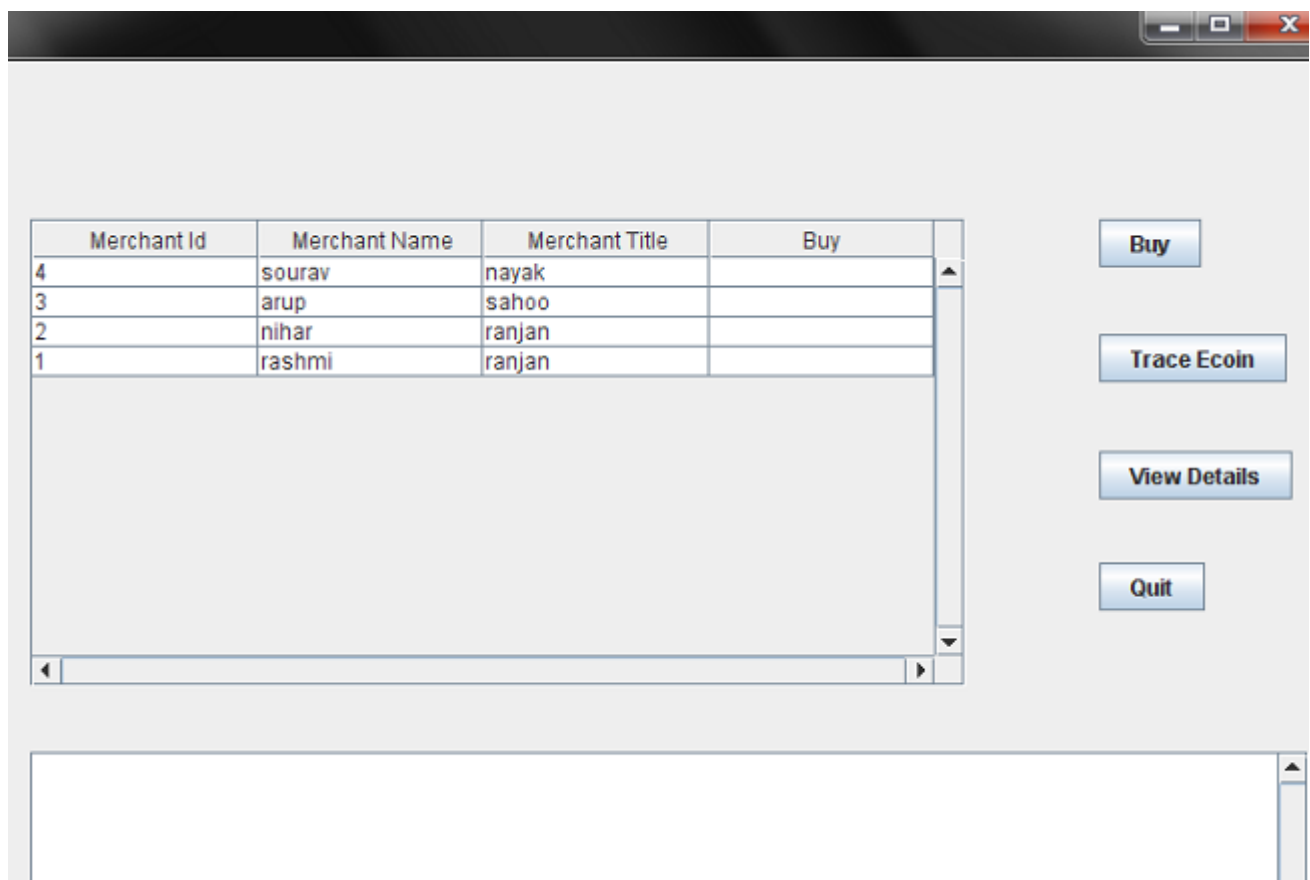 Merchant Id Merchant Name Merchant Title Buy
4 sourav nayak
3 arup sahoo
2 nihar ranjan
1 rashmi ranjan
Buy
Trace Ecoin
View Details
Quit